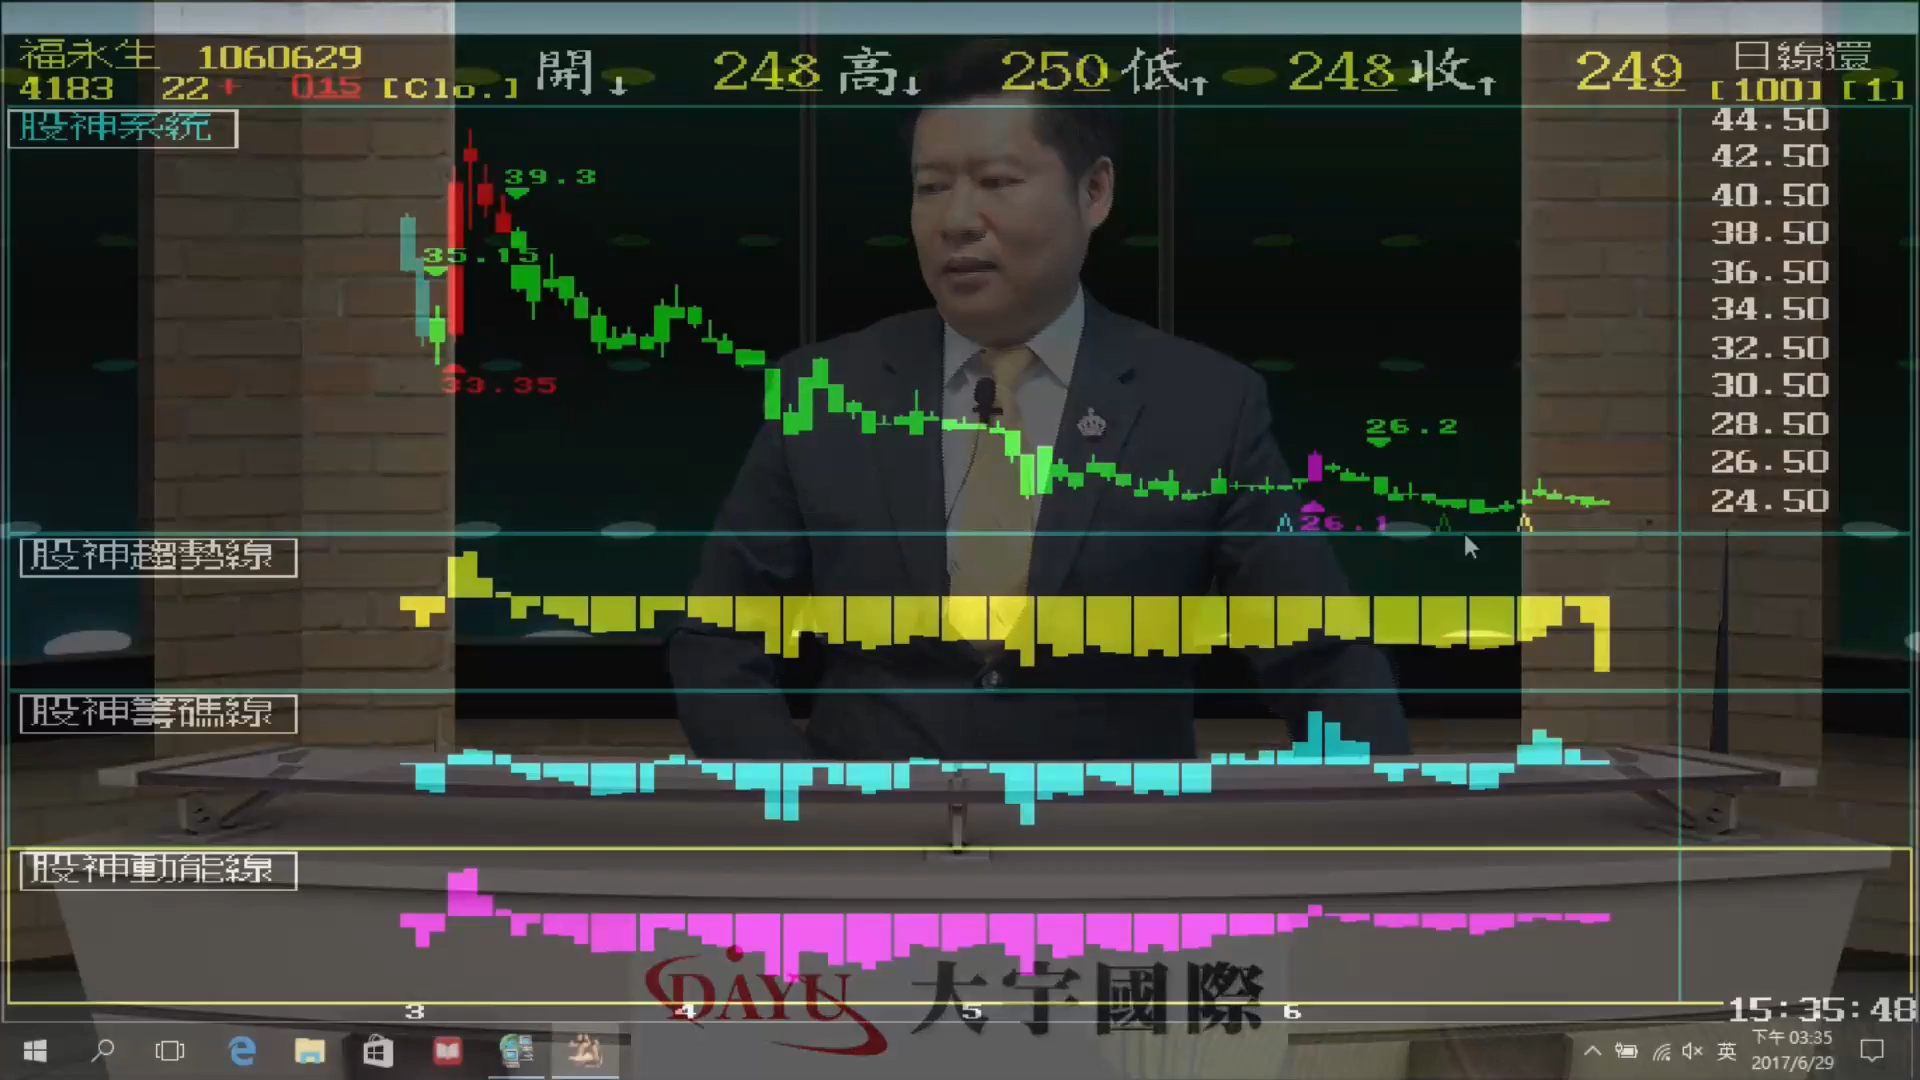 福永生 1060629 開↓ 248 高↓ 250 低↑ 248 收↑ 249 日線還
4183 22+ 015 [Clo.] [100] [1]
股神系統
44.50
42.50
40.50
38.50
36.50
34.50
32.50
30.50
28.50
26.50
24.50
39.3
35.15
33.35
26.2
26.1
股神趨勢線
股神籌碼線
股神動能線
3 4 5 6
DAYU 大宇國際
15:35:48
下午 03:35
英
2017/6/29